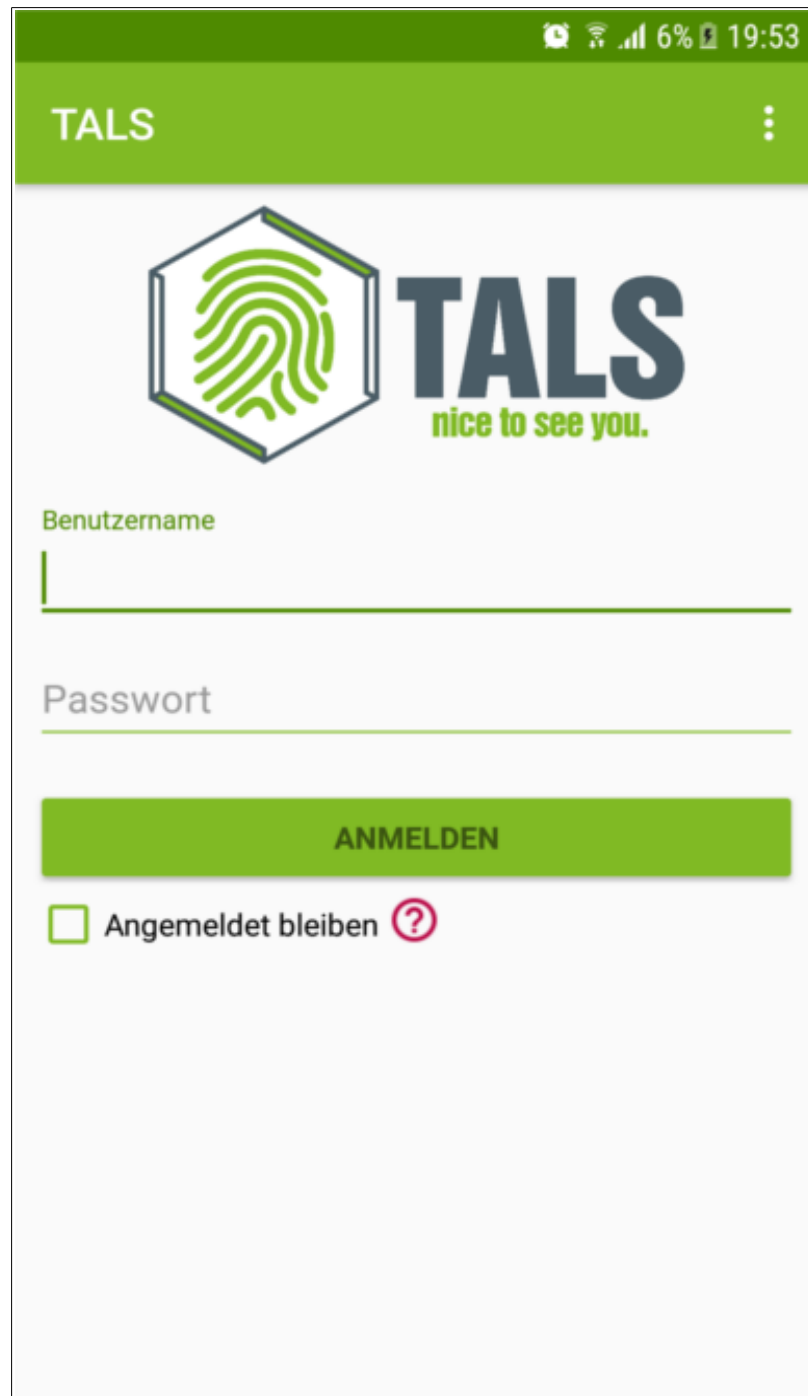 6% 19:53
TALS
TALS
nice to see you.
Benutzername
Passwort
ANMELDEN
Angemeldet bleiben ?